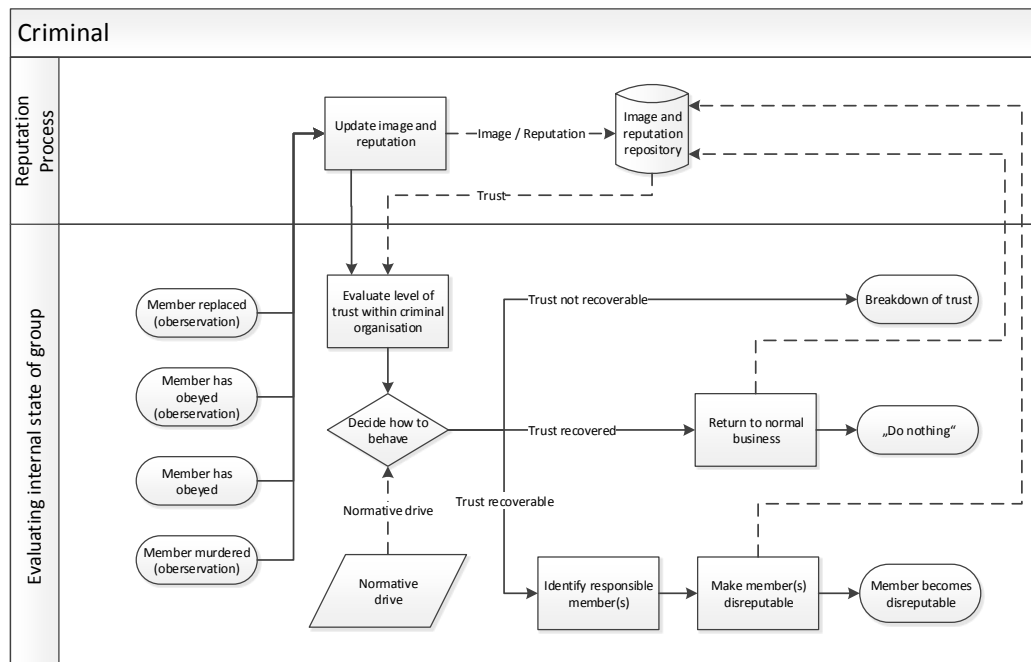 Criminal
Reputation
Process
Update image and
reputation
Image / Reputation
Image and
reputation
repository
Trust
Evaluating internal state of group
Member replaced
(oberservation)
Evaluate level of
trust within criminal
organisation
Trust not recoverable
Breakdown of trust
Member has
obeyed
(oberservation)
Decide how to
behave
Trust recovered
Return to normal
business
„Do nothing“
Member has
obeyed
Normative drive
Trust recoverable
Member murdered
(oberservation)
Normative
drive
Identify responsible
member(s)
Make member(s)
disreputable
Member becomes
disreputable